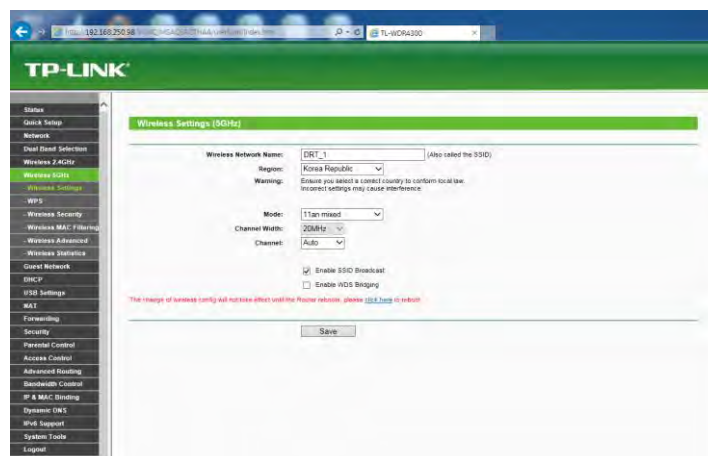 192.168.250.98
TL-WDR4300
TP-LINK
Status
Quick Setup
Network
Dual Band Selection
Wireless 2.4GHz
Wireless 5GHz
- Wireless Settings
- WPS
- Wireless Security
- Wireless MAC Filtering
- Wireless Advanced
- Wireless Statistics
Guest Network
DHCP
USB Settings
NAT
Forwarding
Security
Parental Control
Access Control
Advanced Routing
Bandwidth Control
IP & MAC Binding
Dynamic DNS
IPv6 Support
System Tools
Logout
Wireless Settings (5GHz)
Wireless Network Name: DRT_1 (Also called the SSID)
Region: Korea Republic
Warning: Ensure you select a correct country to conform local law.
Incorrect settings may cause interference.
Mode: 11an mixed
Channel Width: 20MHz
Channel: Auto
Enable SSID Broadcast
Enable WDS Bridging
The change of wireless config will not take effect until the Router reboots, please click here to reboot.
Save